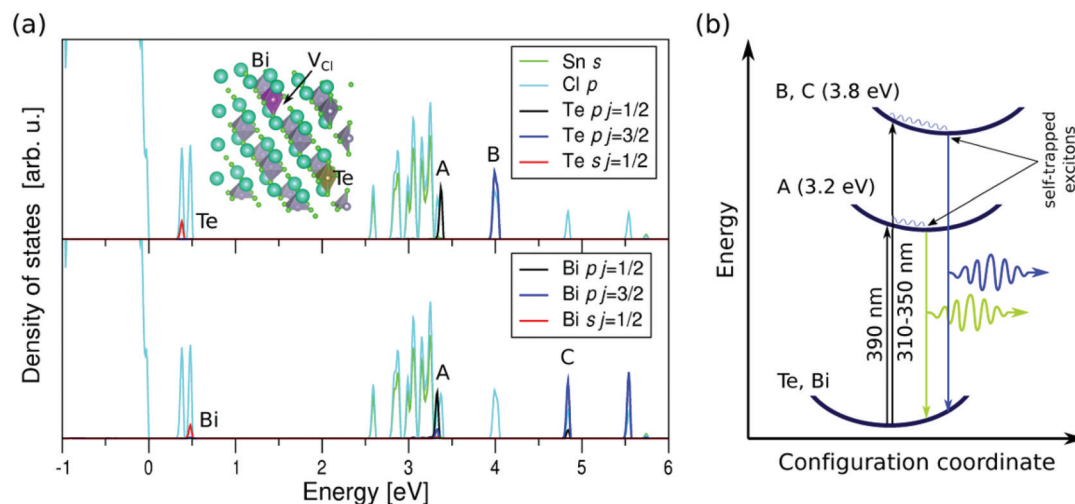 (a)
Density of states [arb. u.]
Bi
V_Cl
Te
Sn s
Cl p
Te p j=1/2
Te p j=3/2
Te s j=1/2
Te
A
B
Bi p j=1/2
Bi p j=3/2
Bi s j=1/2
Bi
A
C
-1 0 1 2 3 4 5 6
Energy [eV]
(b)
Energy
B, C (3.8 eV)
A (3.2 eV)
self-trapped
excitons
390 nm
310-350 nm
Te, Bi
Configuration coordinate